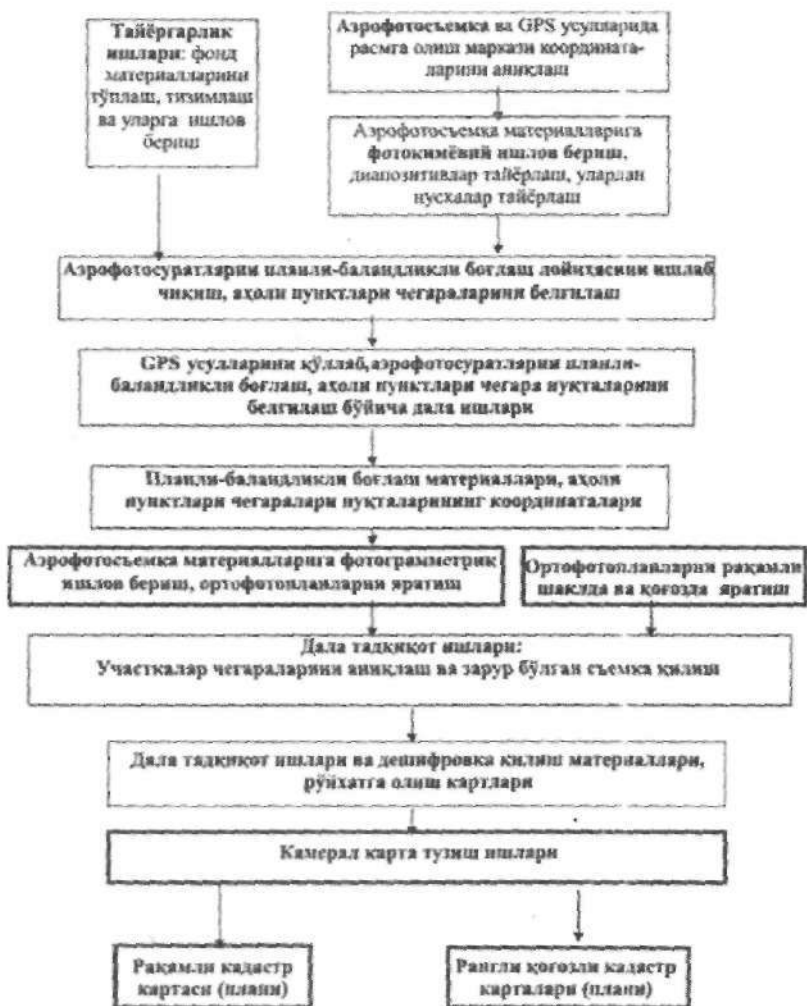 Тайёргарлик
ишлари: фонд
материалларини
тўплаш, тизимлаш
ва уларга ишлов
бериш
Аэрофотосъемка ва GPS усулларида
расмга олиш маркази координата-
ларини аниқлаш
Аэрофотосъемка материалларига
фотокимёвий ишлов бериш,
диапозитивлар тайёрлаш, улардан
нусхалар тайёрлаш
Аэрофотосуратларни планли-баландликли боғлаш лойиҳасини ишлаб
чиқиш, аҳоли пунктлари чегараларини белгилаш
GPS усулларини қўллаб,аэрофотосуратларни планли-
баландликли боғлаш, аҳоли пунктлари чегара нуқталарини
белгилаш бўйича дала ишлари
Планли-баландликли боғлаш материаллари, аҳоли
пунктлари чегаралари нуқталарининг координаталари
Аэрофотосъемка материалларига фотограмметрик
ишлов бериш, ортофотопланларни яратиш
Ортофотопланларни рақамли
шаклда ва қоғозда яратиш
Дала тадқиқот ишлари:
Участкалар чегараларини аниқлаш ва зарур бўлган съемка қилиш
Дала тадқиқот ишлари ва дешифровка қилиш материаллари,
рўйхатга олиш картлари
Камерал карта тузиш ишлари
Рақамли кадастр
картаси (плани)
Рангли қоғозли кадастр
карталари (плани)